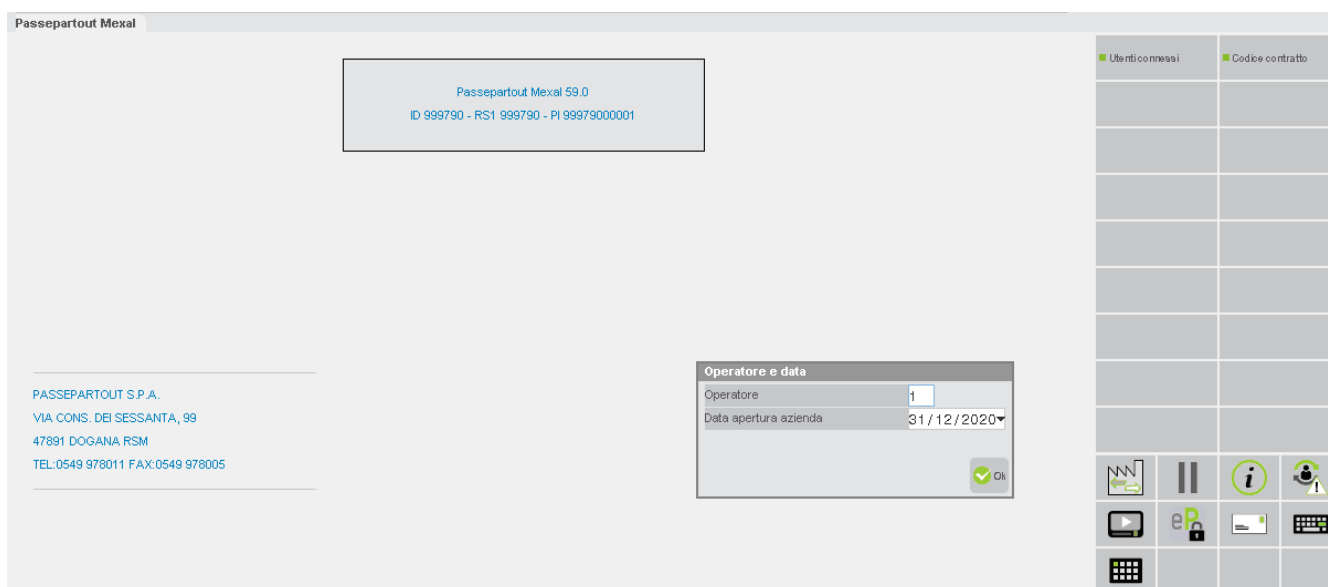 Passepartout Mexal
Utenti connessi
Codice contratto
Passepartout Mexal 59.0
ID 999790 - RS1 999790 - PI 99979000001
Operatore e data
Operatore 1
Data apertura azienda 31/12/2020
Ok
PASSEPARTOUT S.P.A.
VIA CONS. DEI SESSANTA, 99
47891 DOGANA RSM
TEL:0549 978011 FAX:0549 978005
i
eP